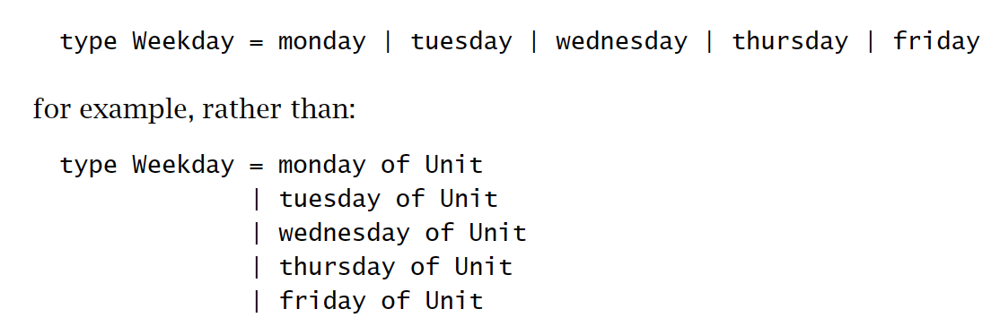 type Weekday = monday | tuesday | wednesday | thursday | friday
for example, rather than:
type Weekday = monday of Unit
| tuesday of Unit
| wednesday of Unit
| thursday of Unit
| friday of Unit